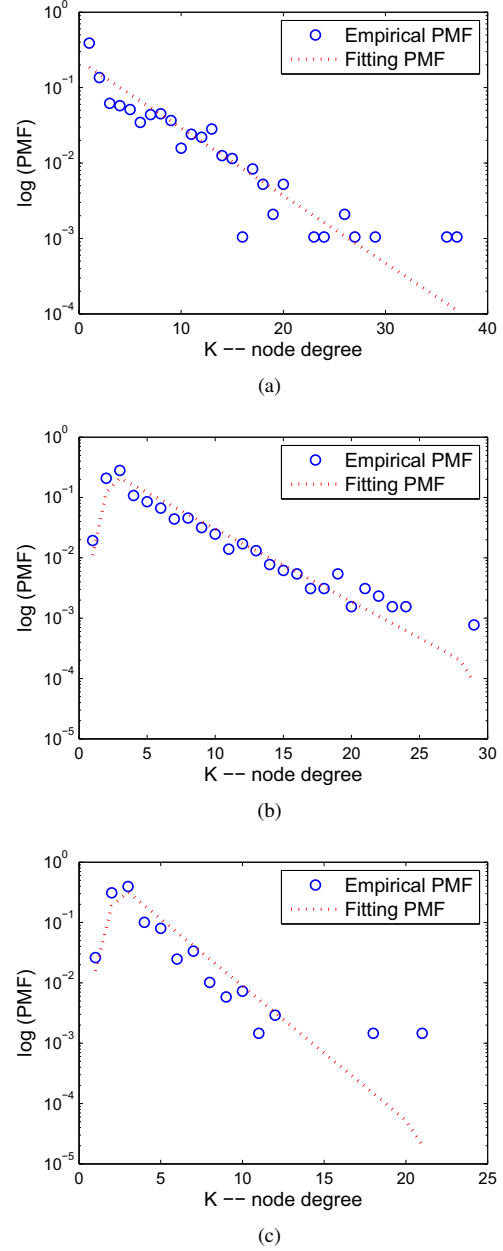 10^0
10^-1
10^-2
10^-3
10^-4
log (PMF)
Empirical PMF
Fitting PMF
0 10 20 30 40
K −− node degree
(a)
10^0
10^-1
10^-2
10^-3
10^-4
10^-5
log (PMF)
Empirical PMF
Fitting PMF
0 5 10 15 20 25 30
K −− node degree
(b)
10^0
10^-1
10^-2
10^-3
10^-4
10^-5
log (PMF)
Empirical PMF
Fitting PMF
0 5 10 15 20 25
K −− node degree
(c)